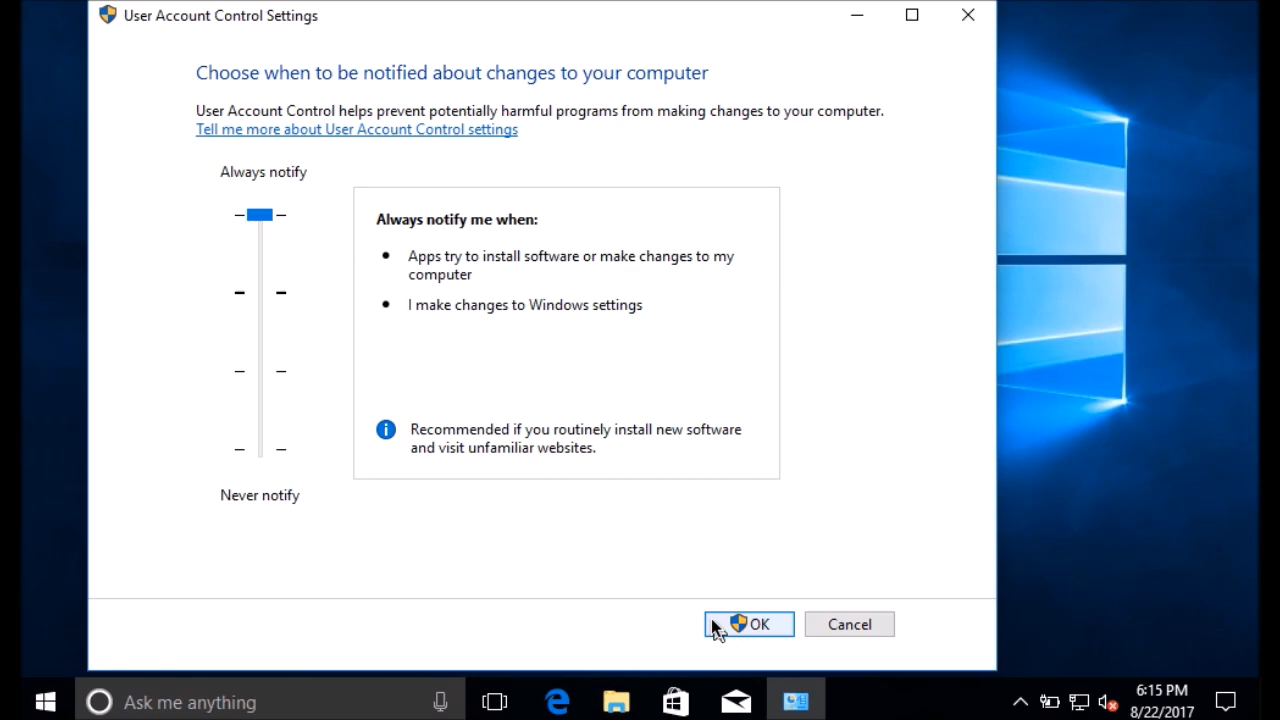 User Account Control Settings
Choose when to be notified about changes to your computer
User Account Control helps prevent potentially harmful programs from making changes to your computer.
Tell me more about User Account Control settings
Always notify
Always notify me when:
Apps try to install software or make changes to my
computer
I make changes to Windows settings
Recommended if you routinely install new software
and visit unfamiliar websites.
Never notify
OK
Cancel
Ask me anything
6:15 PM
8/22/2017